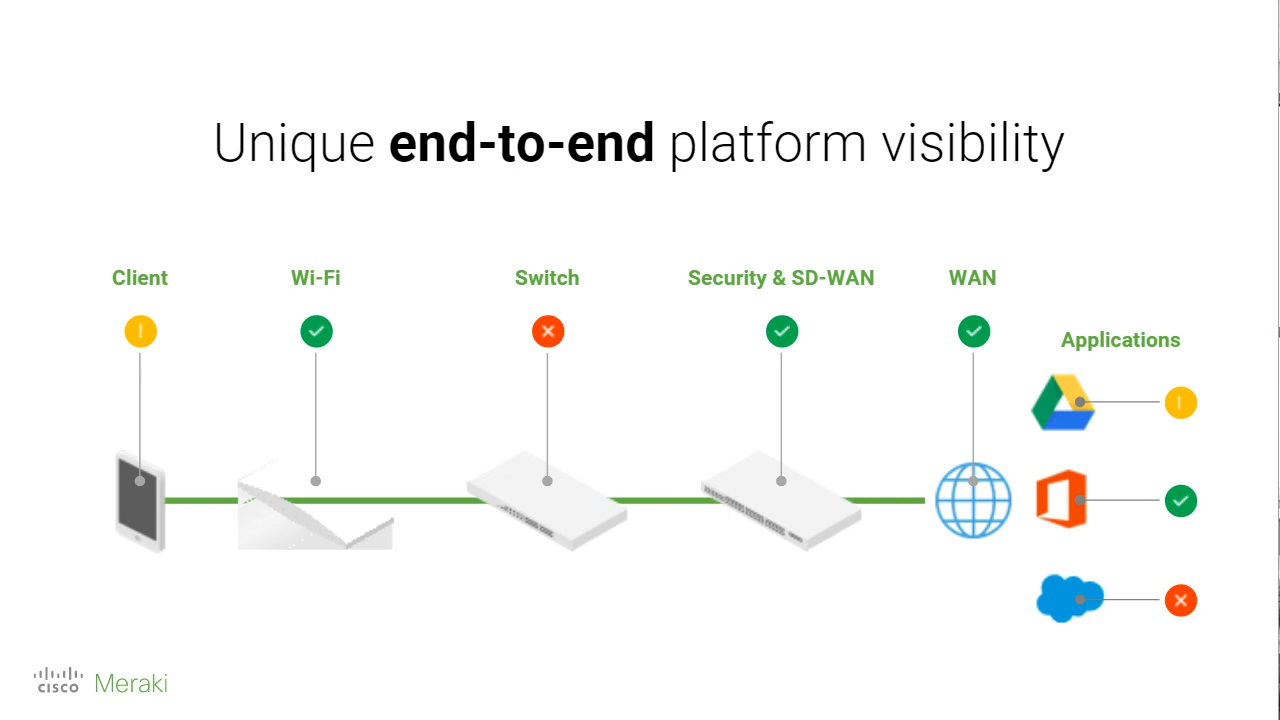 Unique end-to-end platform visibility
Client
Wi-Fi
Switch
Security & SD-WAN
WAN
Applications
CISCO Meraki